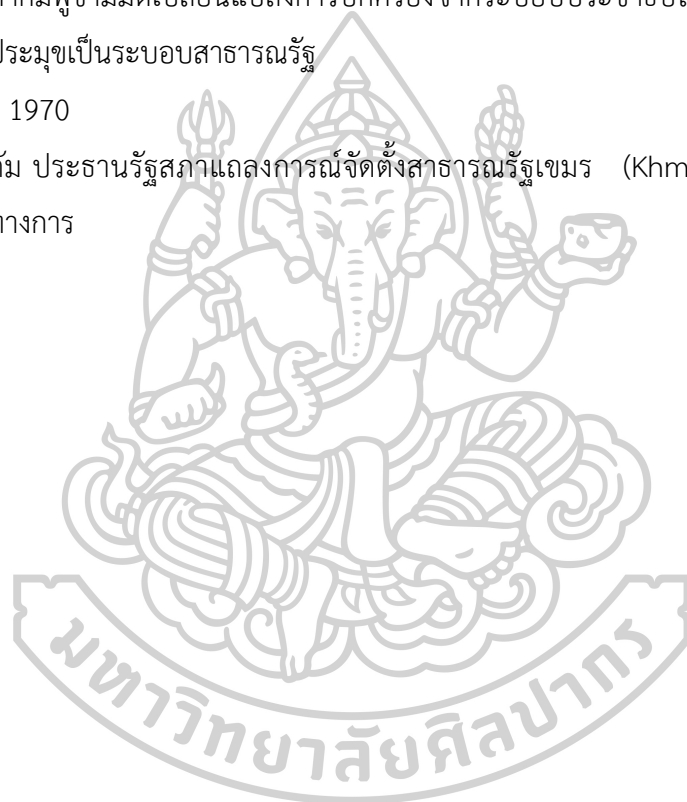 ประมุขเป็นระบอบสาธารณรัฐ
1970
ประธานรัฐสภาแถลงการณ์จัดตั้งสาธารณรัฐเขมร (Khm
ทางการ
มหาวิทยาลัยศิลปากร